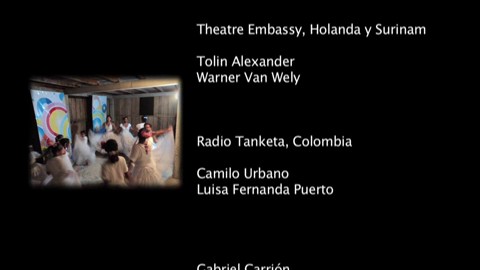 Theatre Embassy, Holanda y Surinam
Tolin Alexander
Warner Van Wely
Radio Tanketa, Colombia
Camilo Urbano
Luisa Fernanda Puerto
Gabriel Carrión